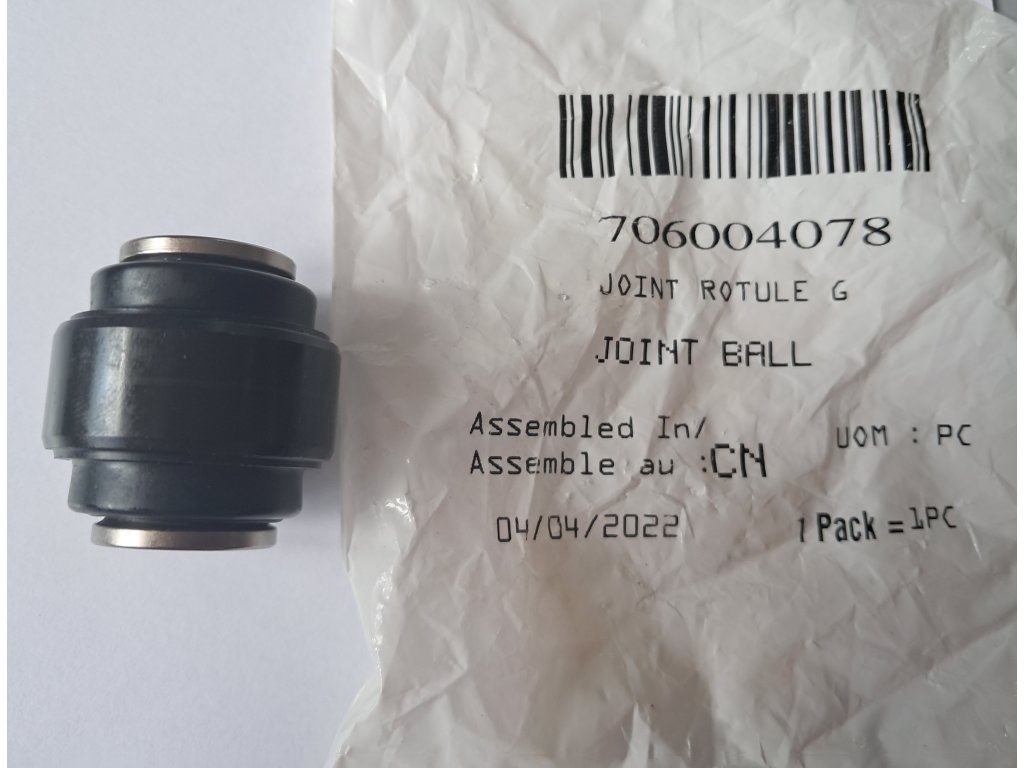 706004078
JOINT ROTULE G
JOINT BALL
Assembled In/
Assemble au :CN
UOM : PC
04/04/2022
1 Pack = 1PC